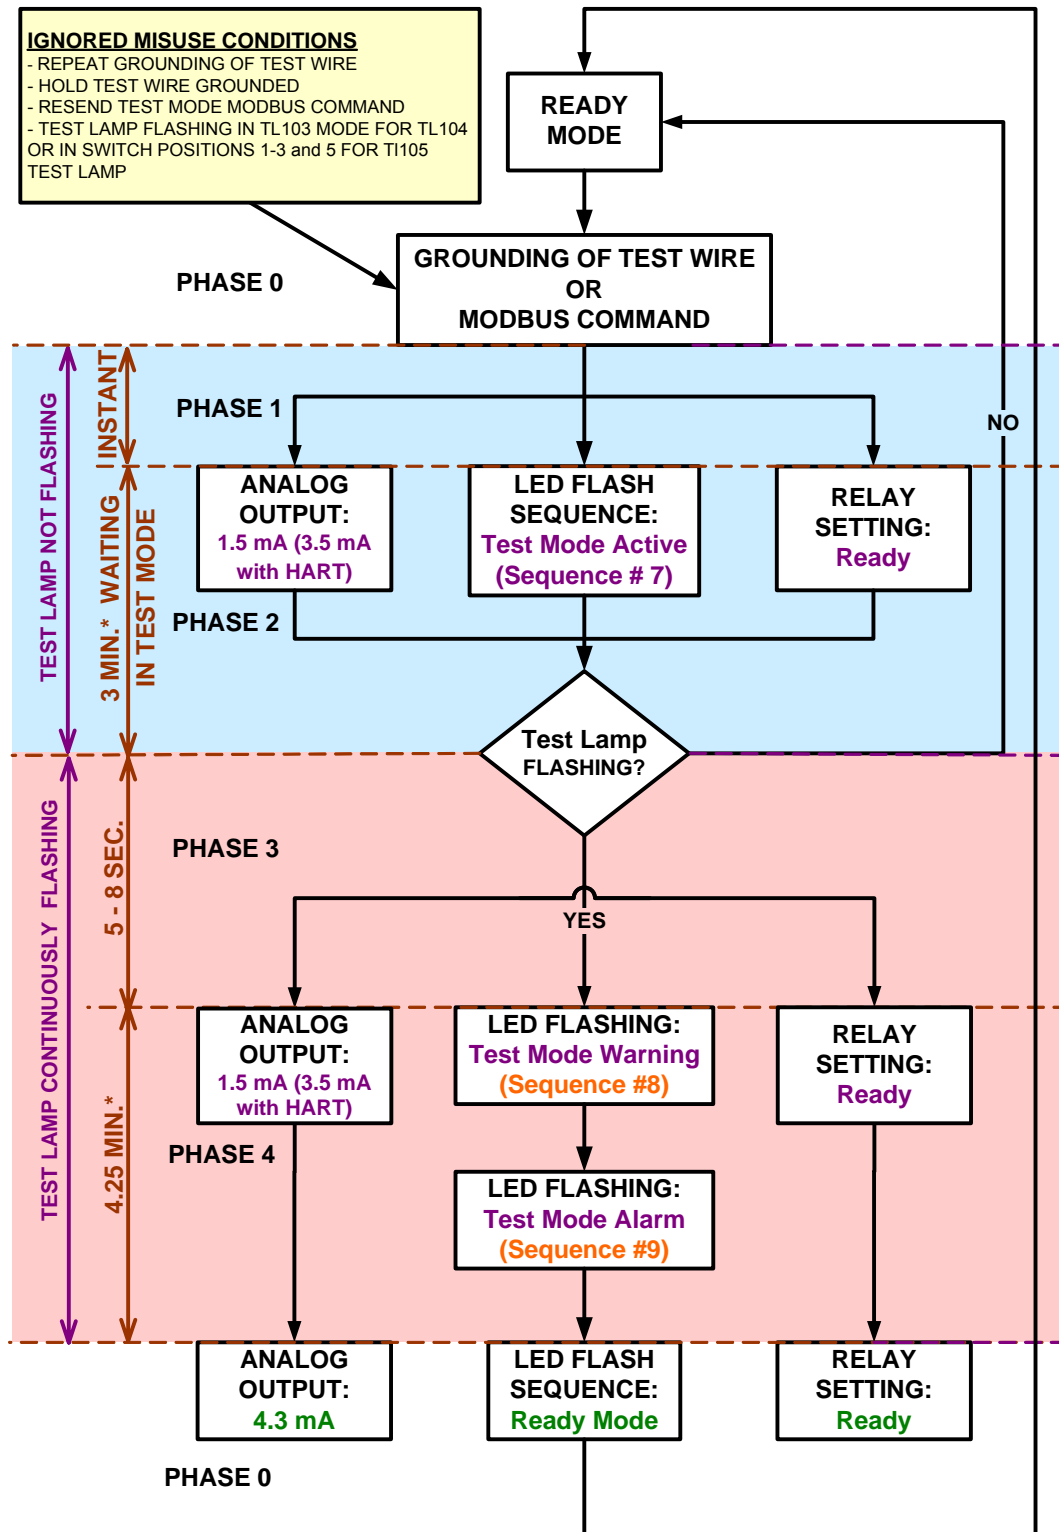 IGNORED MISUSE CONDITIONS
- REPEAT GROUNDING OF TEST WIRE
- HOLD TEST WIRE GROUNDED
- RESEND TEST MODE MODBUS COMMAND
- TEST LAMP FLASHING IN TL103 MODE FOR TL104
OR IN SWITCH POSITIONS 1-3 and 5 FOR Tl105
TEST LAMP
READY
MODE
PHASE 0
GROUNDING OF TEST WIRE
OR
MODBUS COMMAND
TEST LAMP NOT FLASHING
INSTANT
PHASE 1
NO
3 MIN.* WAITING
IN TEST MODE
ANALOG
OUTPUT:
1.5 mA (3.5 mA
with HART)
LED FLASH
SEQUENCE:
Test Mode Active
(Sequence # 7)
RELAY
SETTING:
Ready
PHASE 2
Test Lamp
FLASHING?
TEST LAMP CONTINUOUSLY FLASHING
5 - 8 SEC.
PHASE 3
YES
4.25 MIN.*
ANALOG
OUTPUT:
1.5 mA (3.5 mA
with HART)
LED FLASHING:
Test Mode Warning
(Sequence #8)
RELAY
SETTING:
Ready
PHASE 4
LED FLASHING:
Test Mode Alarm
(Sequence #9)
ANALOG
OUTPUT:
4.3 mA
LED FLASH
SEQUENCE:
Ready Mode
RELAY
SETTING:
Ready
PHASE 0